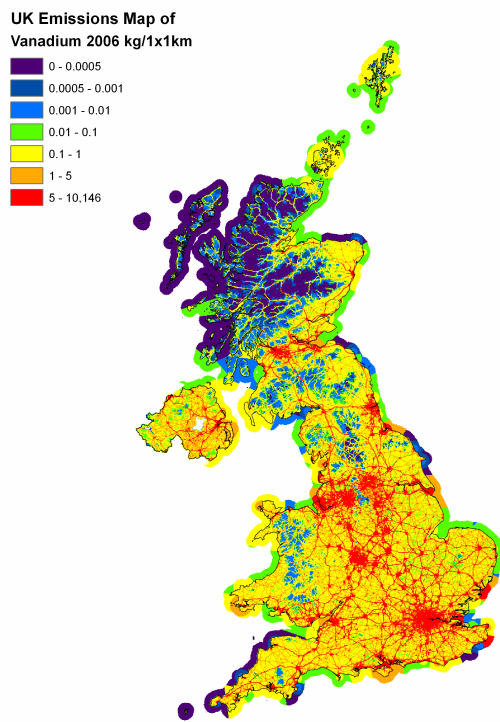 UK Emissions Map of
Vanadium 2006 kg/1x1km
0 - 0.0005
0.0005 - 0.001
0.001 - 0.01
0.01 - 0.1
0.1 - 1
1 - 5
5 - 10,146